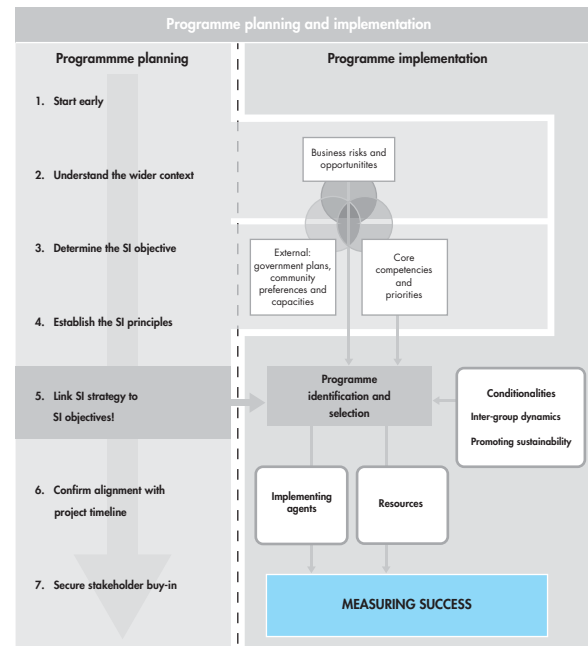 Programme planning and implementation
Programmme planning
1. Start early
2. Understand the wider context
3. Determine the SI objective
4. Establish the SI principles
5. Link SI strategy to
SI objectives!
6. Confirm alignment with
project timeline
7. Secure stakeholder buy-in
Programme implementation
Business risks and
opportunitites
External:
government plans,
community
preferences and
capacities
Core
competencies
and
priorities
Programme
identification and
selection
Conditionalities
Inter-group dynamics
Promoting sustainability
Implementing
agents
Resources
MEASURING SUCCESS